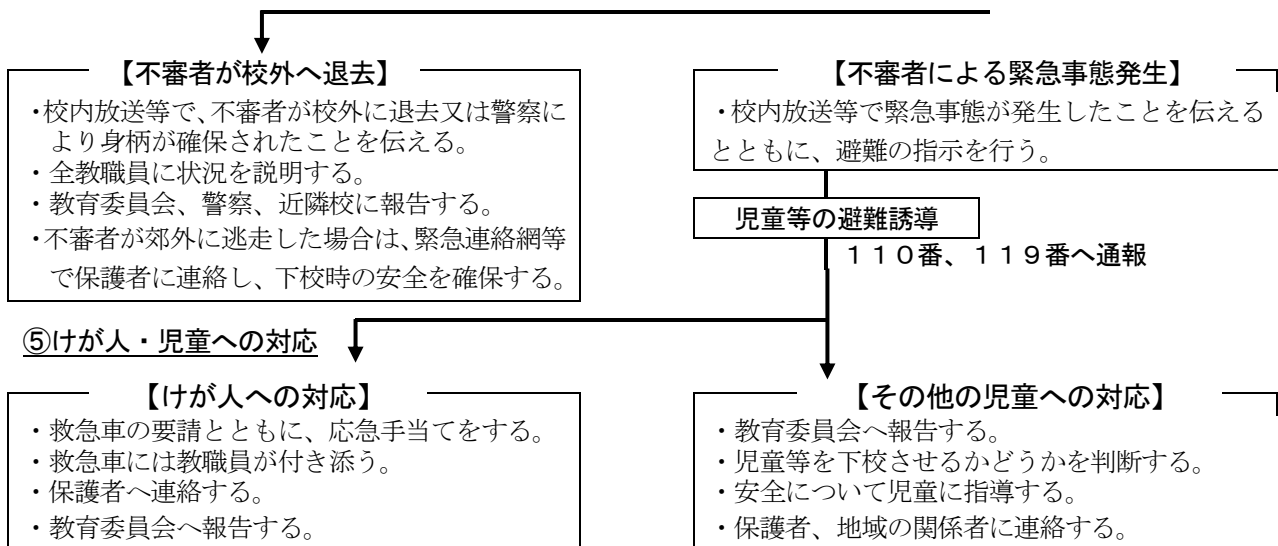 【不審者が校外へ退去】
・校内放送等で、不審者が校外に退去又は警察に
より身柄が確保されたことを伝える。
・全教職員に状況を説明する。
・教育委員会、警察、近隣校に報告する。
・不審者が郊外に逃走した場合は、緊急連絡網等
で保護者に連絡し、下校時の安全を確保する。
【不審者による緊急事態発生】
・校内放送等で緊急事態が発生したことを伝える
とともに、避難の指示を行う。
児童等の避難誘導
１１０番、１１９番へ通報
⑤けが人・児童への対応
【けが人への対応】
・救急車の要請とともに、応急手当てをする。
・救急車には教職員が付き添う。
・保護者へ連絡する。
・教育委員会へ報告する。
【その他の児童への対応】
・教育委員会へ報告する。
・児童等を下校させるかどうかを判断する。
・安全について児童に指導する。
・保護者、地域の関係者に連絡する。